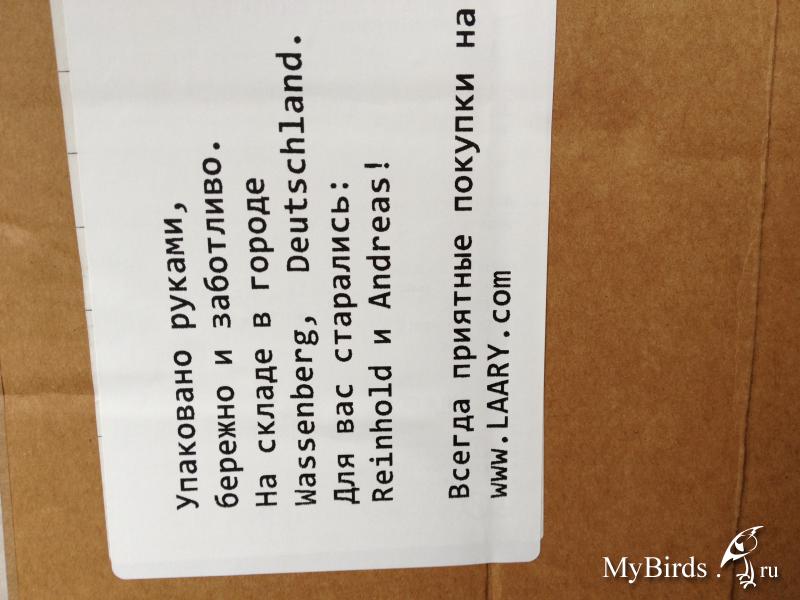 Упаковано руками,
бережно и заботливо.
На складе в городе
Wassenberg, Deutschland.
Для вас старались:
Reinhold и Andreas!
Всегда приятные покупки на
www.LAARY.com
MyBirds.ru